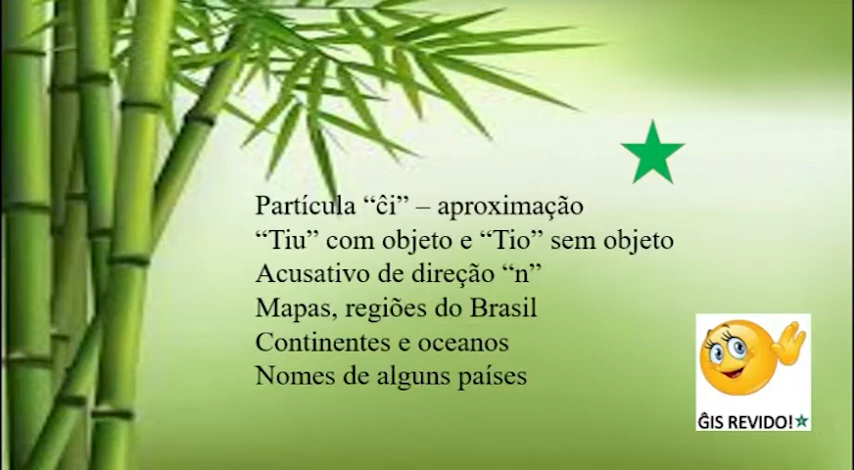 Partícula “ĉi” – aproximação
“Tiu” com objeto e “Tio” sem objeto
Acusativo de direção “n”
Mapas, regiões do Brasil
Continentes e oceanos
Nomes de alguns países
ĜIS REVIDO!